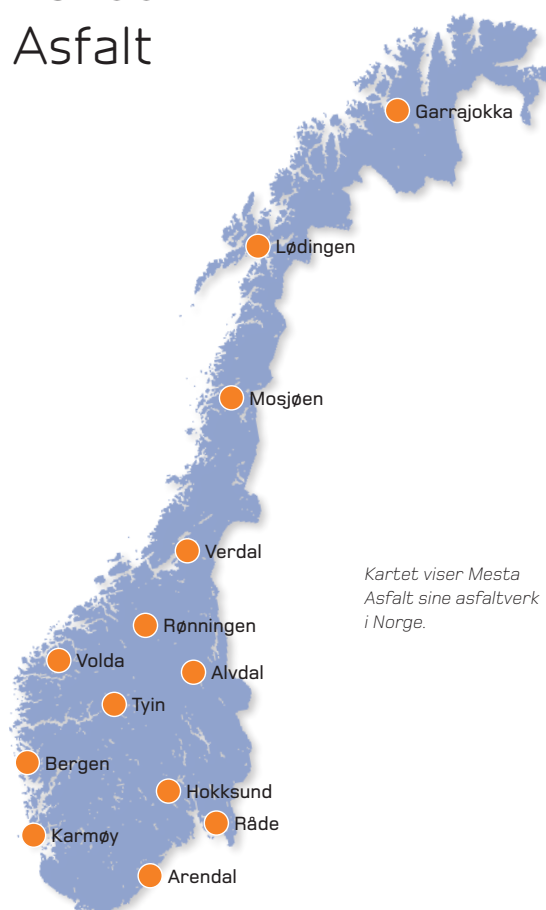 Asfalt
Garrajokka
Lødingen
Mosjøen
Verdal
Kartet viser Mesta
Asfalt sine asfaltverk
i Norge.
Rønningen
Volda
Alvdal
Tyin
Bergen
Hokksund
Råde
Karmøy
Arendal